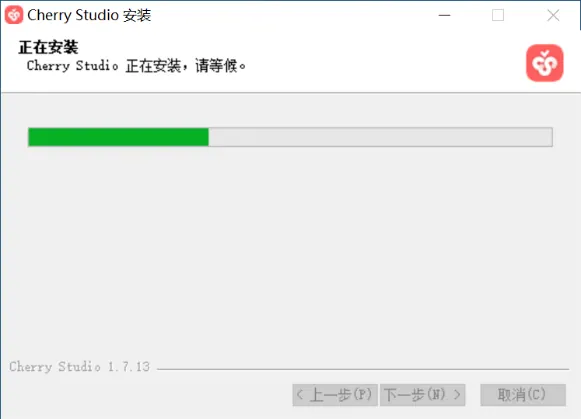 Cherry Studio 安装
正在安装
Cherry Studio 正在安装，请等候。
Cherry Studio 1.7.13
< 上一步(P) 下一步(N) > 取消(C)